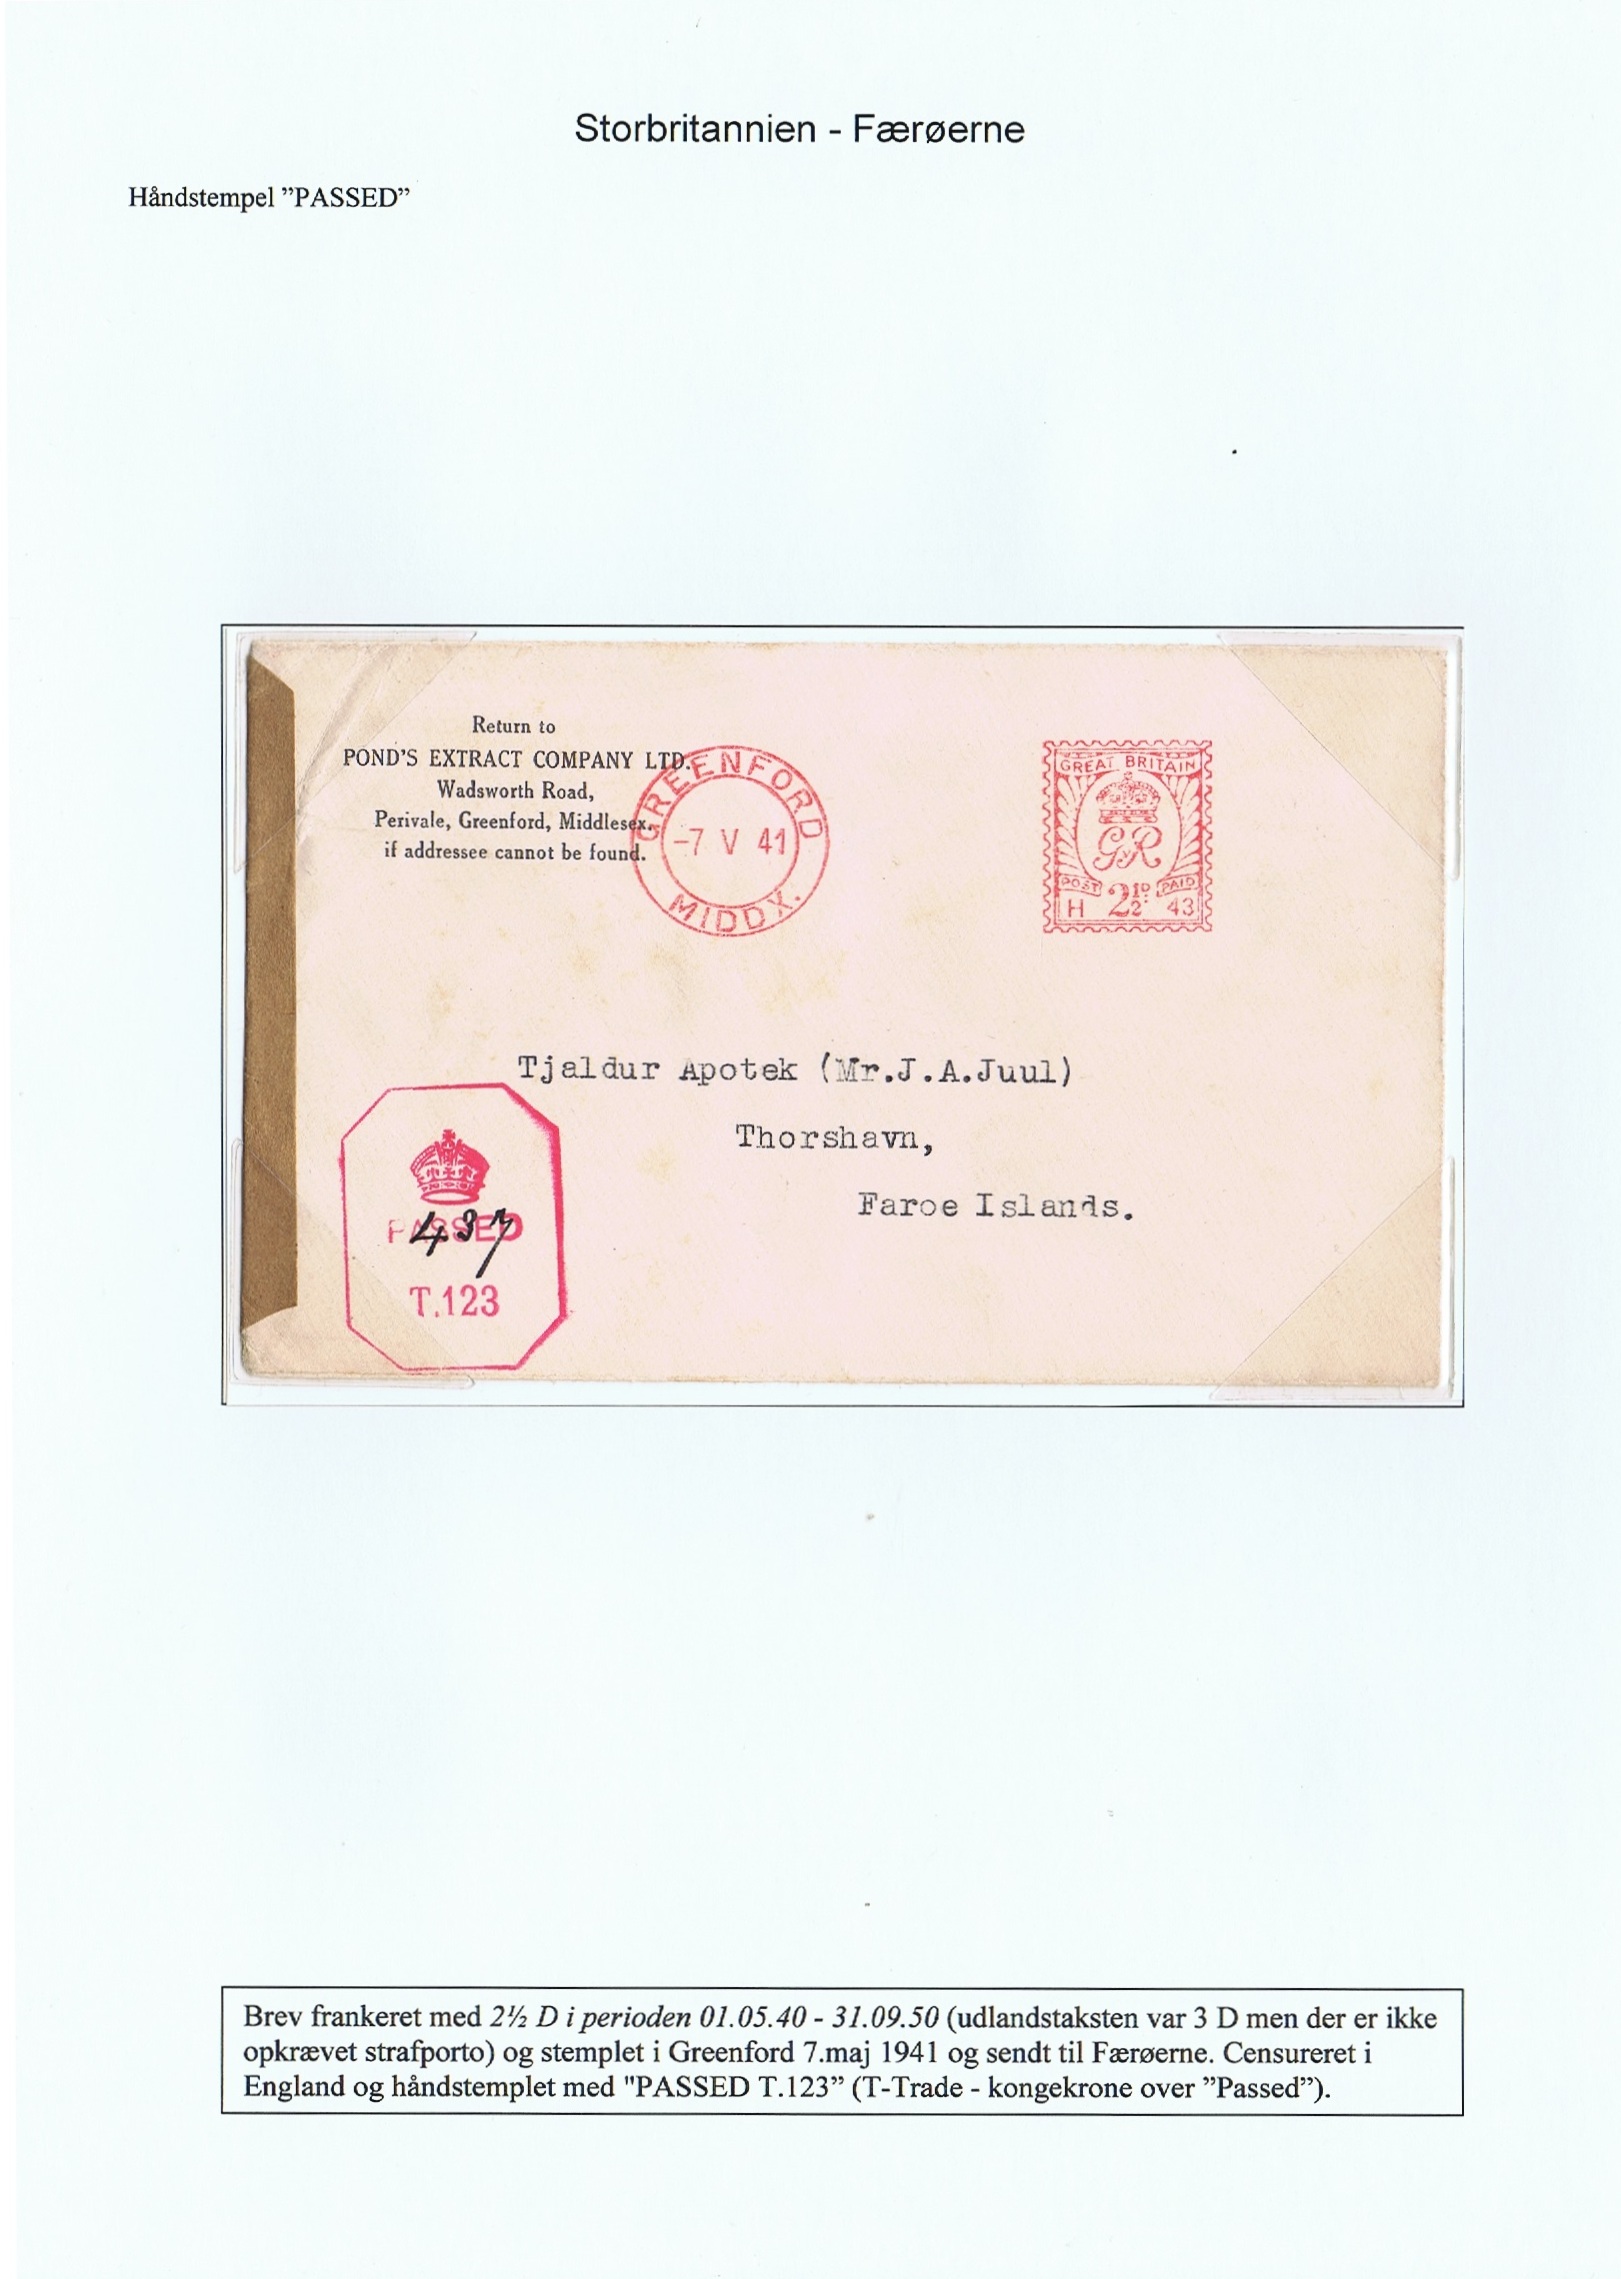 Storbritannien - Færøerne
Håndstempel ”PASSED”
Return to
POND'S EXTRACT COMPANY LTD.
Wadsworth Road,
Perivale, Greenford, Middlesex.
if addressee cannot be found.
GREENFORD
-7 V 41
MIDDX.
GREAT BRITAIN
GR
POST PAID
2½D
H 43
Tjaldur Apotek (Mr.J.A.Juul)
Thorshavn,
Faroe Islands.
PASSED
437
T.123
Brev frankeret med 2½ D i perioden 01.05.40 - 31.09.50 (udlandstaksten var 3 D men der er ikke
opkrævet strafporto) og stemplet i Greenford 7.maj 1941 og sendt til Færøerne. Censureret i
England og håndstemplet med "PASSED T.123” (T-Trade - kongekrone over ”Passed”).